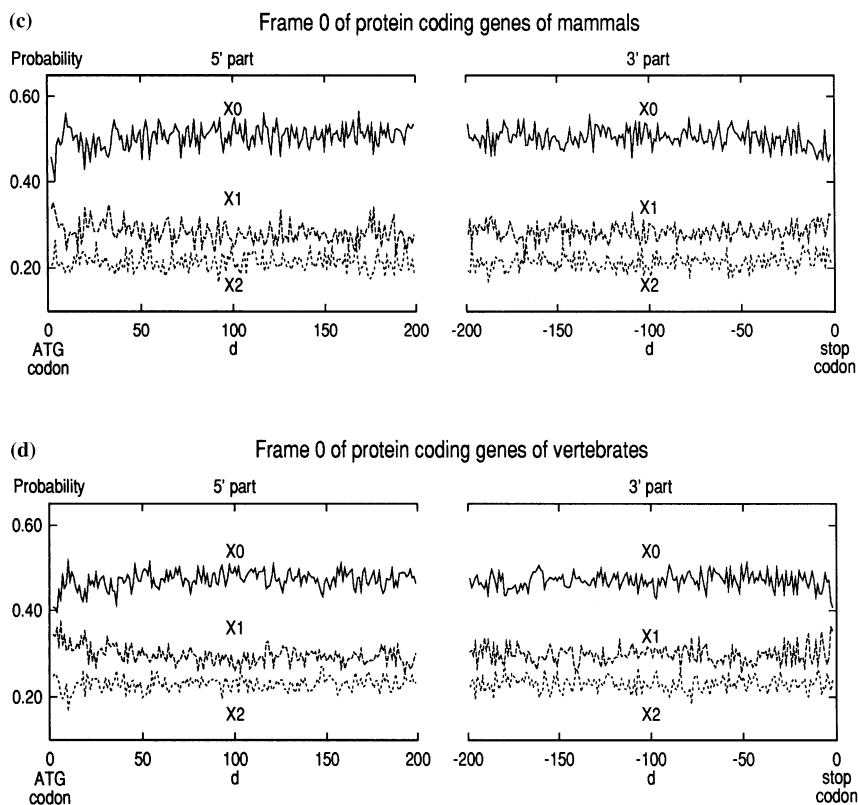 (c) Frame 0 of protein coding genes of mammals
Probability 5' part 3' part
0.60
X0 X0
0.40
X1 X1
0.20
X2 X2
0 50 100 150 200 -200 -150 -100 -50 0
ATG d d stop
codon codon
(d) Frame 0 of protein coding genes of vertebrates
Probability 5' part 3' part
0.60
X0 X0
0.40
X1 X1
0.20
X2 X2
0 50 100 150 200 -200 -150 -100 -50 0
ATG d d stop
codon codon